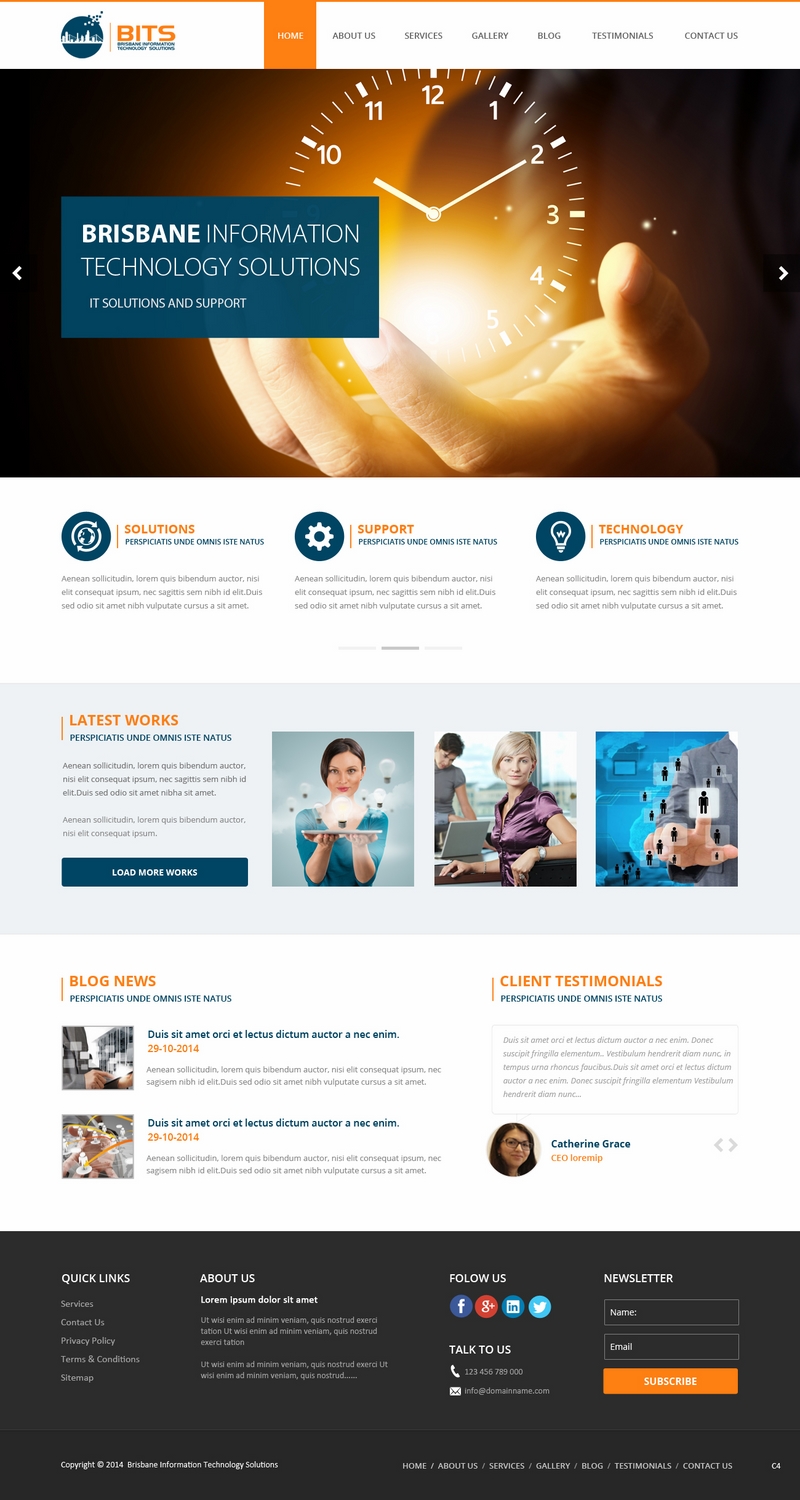 BITS
BRISBANE INFORMATION
TECHNOLOGY SOLUTIONS
HOME ABOUT US SERVICES GALLERY BLOG TESTIMONIALS CONTACT US
10 11 12 1 2 3 4 5
BRISBANE INFORMATION
TECHNOLOGY SOLUTIONS
IT SOLUTIONS AND SUPPORT
SOLUTIONS
PERSPICIATIS UNDE OMNIS ISTE NATUS
Aenean sollicitudin, lorem quis bibendum auctor, nisi
elit consequat ipsum, nec sagittis sem nibh id elit.Duis
sed odio sit amet nibh vulputate cursus a sit amet.
SUPPORT
PERSPICIATIS UNDE OMNIS ISTE NATUS
Aenean sollicitudin, lorem quis bibendum auctor, nisi
elit consequat ipsum, nec sagittis sem nibh id elit.Duis
sed odio sit amet nibh vulputate cursus a sit amet.
TECHNOLOGY
PERSPICIATIS UNDE OMNIS ISTE NATUS
Aenean sollicitudin, lorem quis bibendum auctor, nisi
elit consequat ipsum, nec sagittis sem nibh id elit.Duis
sed odio sit amet nibh vulputate cursus a sit amet.
LATEST WORKS
PERSPICIATIS UNDE OMNIS ISTE NATUS
Aenean sollicitudin, lorem quis bibendum auctor,
nisi elit consequat ipsum, nec sagittis sem nibh id
elit.Duis sed odio sit amet nibha sit amet.
Aenean sollicitudin, lorem quis bibendum auctor,
nisi elit consequat ipsum.
LOAD MORE WORKS
BLOG NEWS
PERSPICIATIS UNDE OMNIS ISTE NATUS
Duis sit amet orci et lectus dictum auctor a nec enim.
29-10-2014
Aenean sollicitudin, lorem quis bibendum auctor, nisi elit consequat ipsum, nec
sagisem nibh id elit.Duis sed odio sit amet nibh vulputate cursus a sit amet.
Duis sit amet orci et lectus dictum auctor a nec enim.
29-10-2014
Aenean sollicitudin, lorem quis bibendum auctor, nisi elit consequat ipsum, nec
sagisem nibh id elit.Duis sed odio sit amet nibh vulputate cursus a sit amet.
CLIENT TESTIMONIALS
PERSPICIATIS UNDE OMNIS ISTE NATUS
Duis sit amet orci et lectus dictum auctor a nec enim. Donec
suscipit fringilla elementum.. Vestibulum hendrerit diam nunc, in
tempus urna rhoncus faucibus.Duis sit amet orci et lectus dictum
auctor a nec enim. Donec suscipit fringilla elementum Vestibulum
hendrerit diam nunc...
Catherine Grace
CEO loremip
QUICK LINKS
Services
Contact Us
Privacy Policy
Terms & Conditions
Sitemap
ABOUT US
Lorem ipsum dolor sit amet
Ut wisi enim ad minim veniam, quis nostrud exerci
tation Ut wisi enim ad minim veniam, quis nostrud
exerci tation
Ut wisi enim ad minim veniam, quis nostrud exerci Ut
wisi enim ad minim veniam, quis nostrud......
FOLOW US
f g+ in
TALK TO US
123 456 789 000
info@domainname.com
NEWSLETTER
Name:
Email
SUBSCRIBE
Copyright © 2014 Brisbane Information Technology Solutions
HOME / ABOUT US / SERVICES / GALLERY / BLOG / TESTIMONIALS / CONTACT US
C4